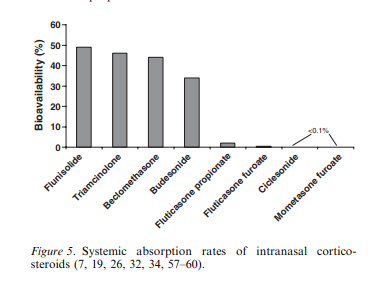 60
50
40
30
20
10
0
Bioavailability (%)
Flunisolide
Triamcinolone
Beclomethasone
Budesonide
Fluticasone propionate
Fluticasone furoate
Ciclesonide
Mometasone furoate
<0.1%
Figure 5. Systemic absorption rates of intranasal cortico-
steroids (7, 19, 26, 32, 34, 57–60).